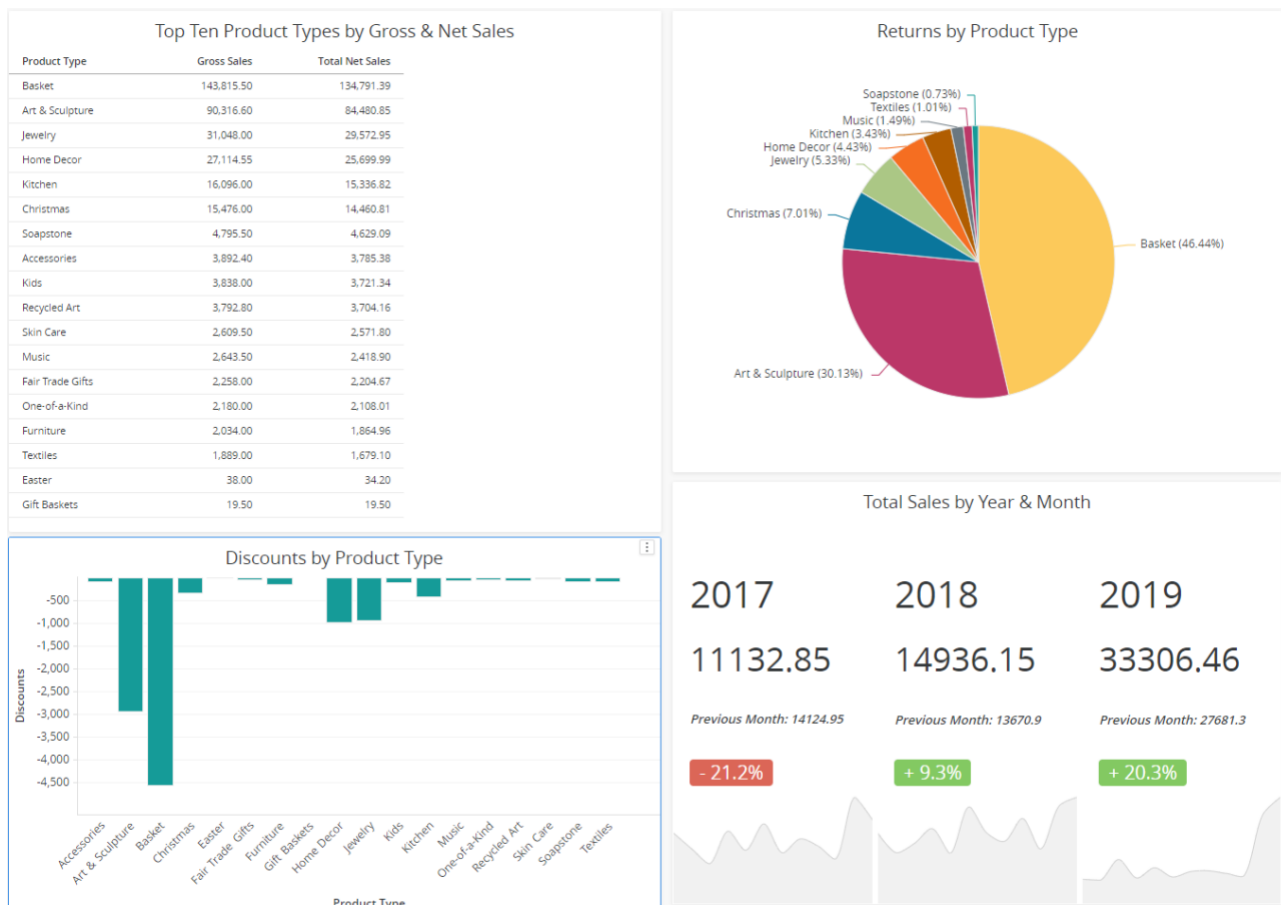 Top Ten Product Types by Gross & Net Sales
Product Type Gross Sales Total Net Sales
Basket 143,815.50 134,791.39
Art & Sculpture 90,316.60 84,480.85
Jewelry 31,048.00 29,572.95
Home Decor 27,114.55 25,699.99
Kitchen 16,096.00 15,336.82
Christmas 15,476.00 14,460.81
Soapstone 4,795.50 4,629.09
Accessories 3,892.40 3,785.38
Kids 3,838.00 3,721.34
Recycled Art 3,792.80 3,704.16
Skin Care 2,609.50 2,571.80
Music 2,643.50 2,418.90
Fair Trade Gifts 2,258.00 2,204.67
One-of-a-Kind 2,180.00 2,108.01
Furniture 2,034.00 1,864.96
Textiles 1,889.00 1,679.10
Easter 38.00 34.20
Gift Baskets 19.50 19.50
Returns by Product Type
Soapstone (0.73%)
Textiles (1.01%)
Music (1.49%)
Kitchen (3.43%)
Home Decor (4.43%)
Jewelry (5.33%)
Christmas (7.01%)
Basket (46.44%)
Art & Sculpture (30.13%)
Discounts by Product Type
-500
-1,000
-1,500
-2,000
-2,500
-3,000
-3,500
-4,000
-4,500
Discounts
Accessories
Art & Sculpture
Basket
Christmas
Easter
Fair Trade Gifts
Furniture
Gift Baskets
Home Decor
Jewelry
Kids
Kitchen
Music
One-of-a-Kind
Recycled Art
Skin Care
Soapstone
Textiles
Product Type
Total Sales by Year & Month
2017 2018 2019
11132.85 14936.15 33306.46
Previous Month: 14124.95 Previous Month: 13670.9 Previous Month: 27681.3
- 21.2% + 9.3% + 20.3%